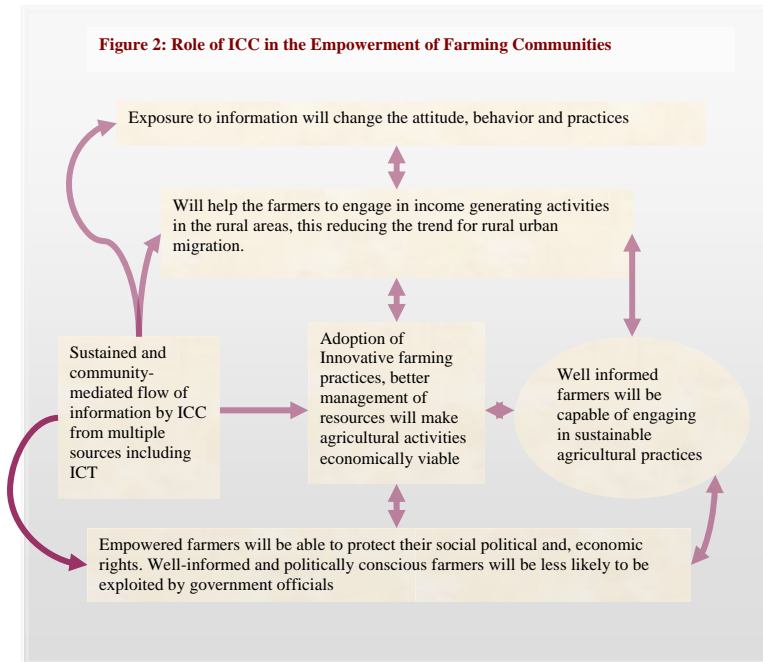 Figure 2: Role of ICC in the Empowerment of Farming Communities
Exposure to information will change the attitude, behavior and practices
Will help the farmers to engage in income generating activities
in the rural areas, this reducing the trend for rural urban
migration.
Sustained and
community-
mediated flow of
information by ICC
from multiple
sources including
ICT
Adoption of
Innovative farming
practices, better
management of
resources will make
agricultural activities
economically viable
Well informed
farmers will be
capable of engaging
in sustainable
agricultural practices
Empowered farmers will be able to protect their social political and, economic
rights. Well-informed and politically conscious farmers will be less likely to be
exploited by government officials